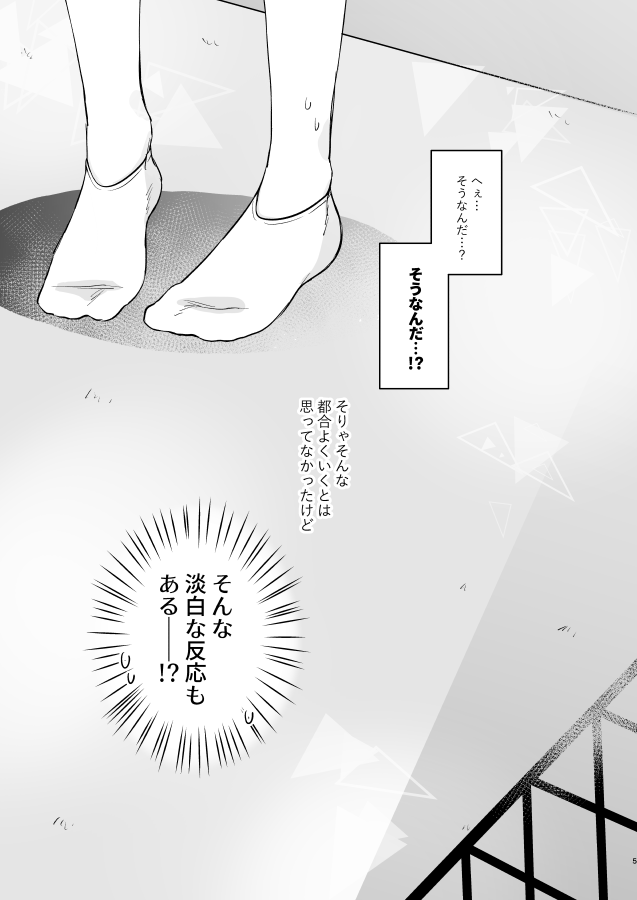 へぇ…
そうなんだ…?
そうなんだ…!?
そりゃそんな
都合よくいくとは
思ってなかったけど
そんな
淡白な反応も
ある――!?
5